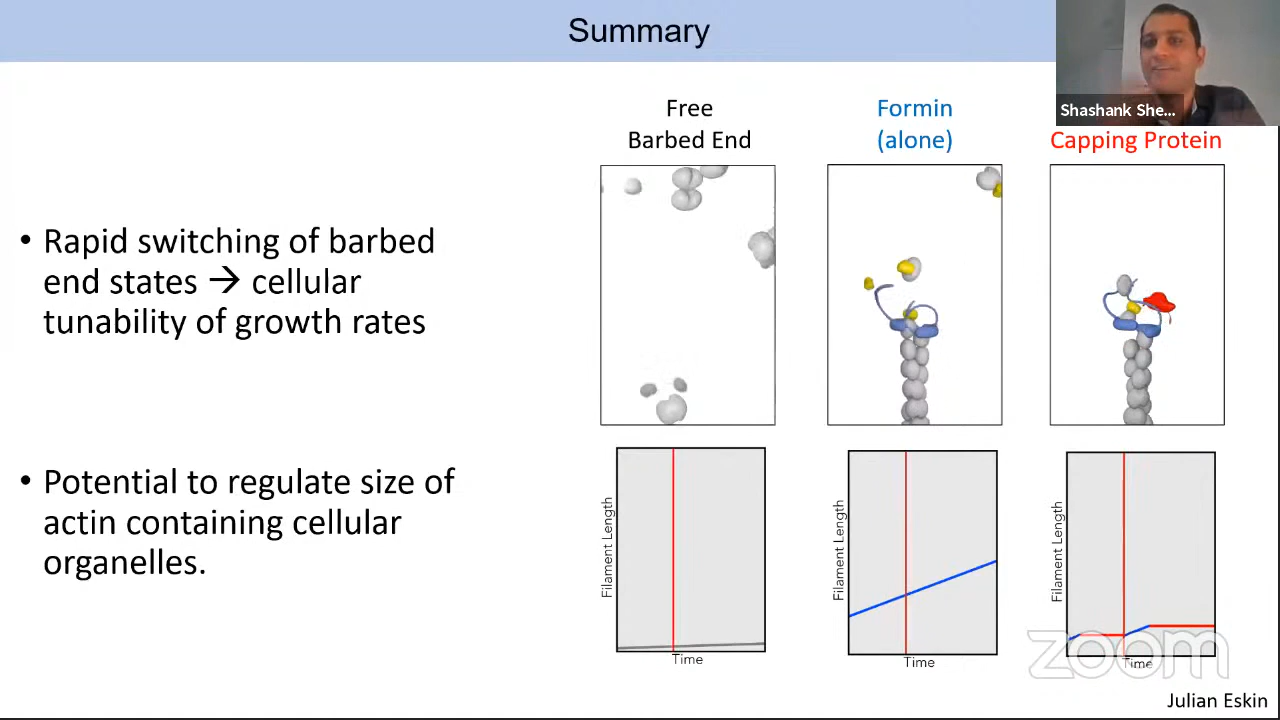 Summary
Shashank She...
Free
Barbed End
Formin
(alone)
Capping Protein
• Rapid switching of barbed
end states → cellular
tunability of growth rates
• Potential to regulate size of
actin containing cellular
organelles.
Filament Length
Time
Filament Length
Time
Filament Length
Time
zoom
Julian Eskin